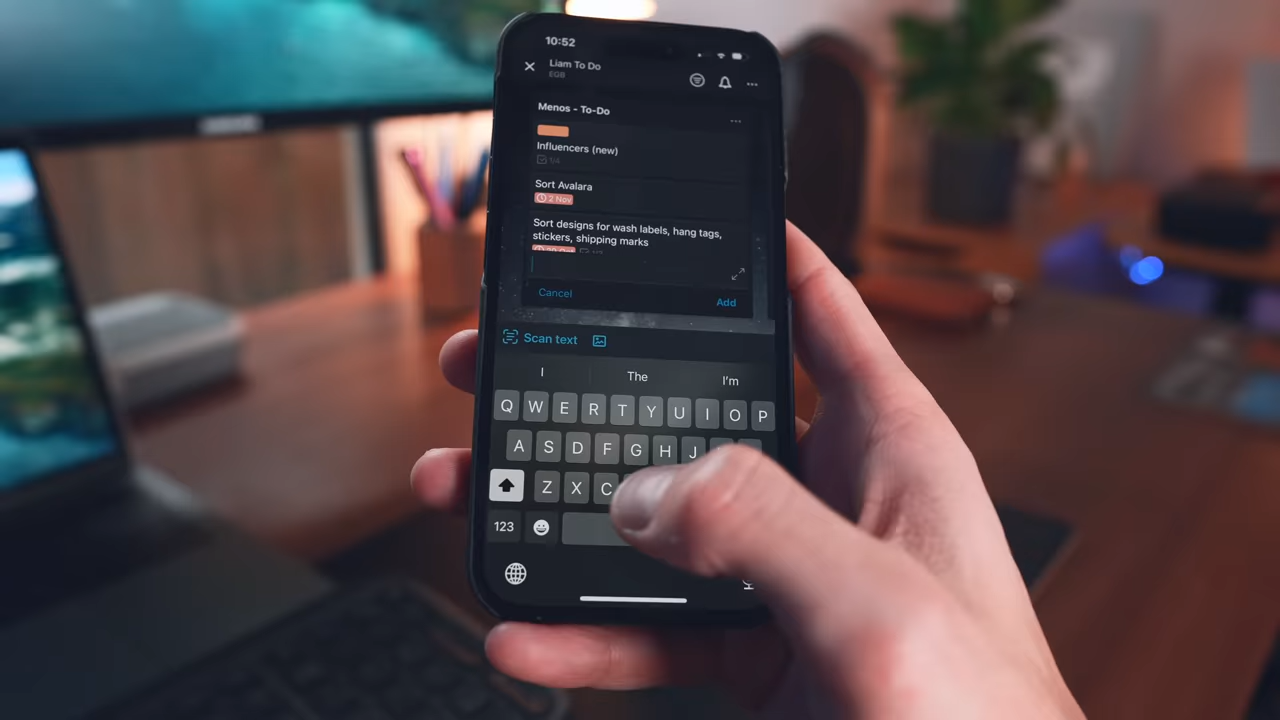 10:52
Liam To Do
EGB
Menos - To-Do
Influencers (new)
1/4
Sort Avalara
2 Nov
Sort designs for wash labels, hang tags,
stickers, shipping marks
Cancel
Add
Scan text
I The I'm
Q W E R T Y U I O P
A S D F G H J
Z X C
123